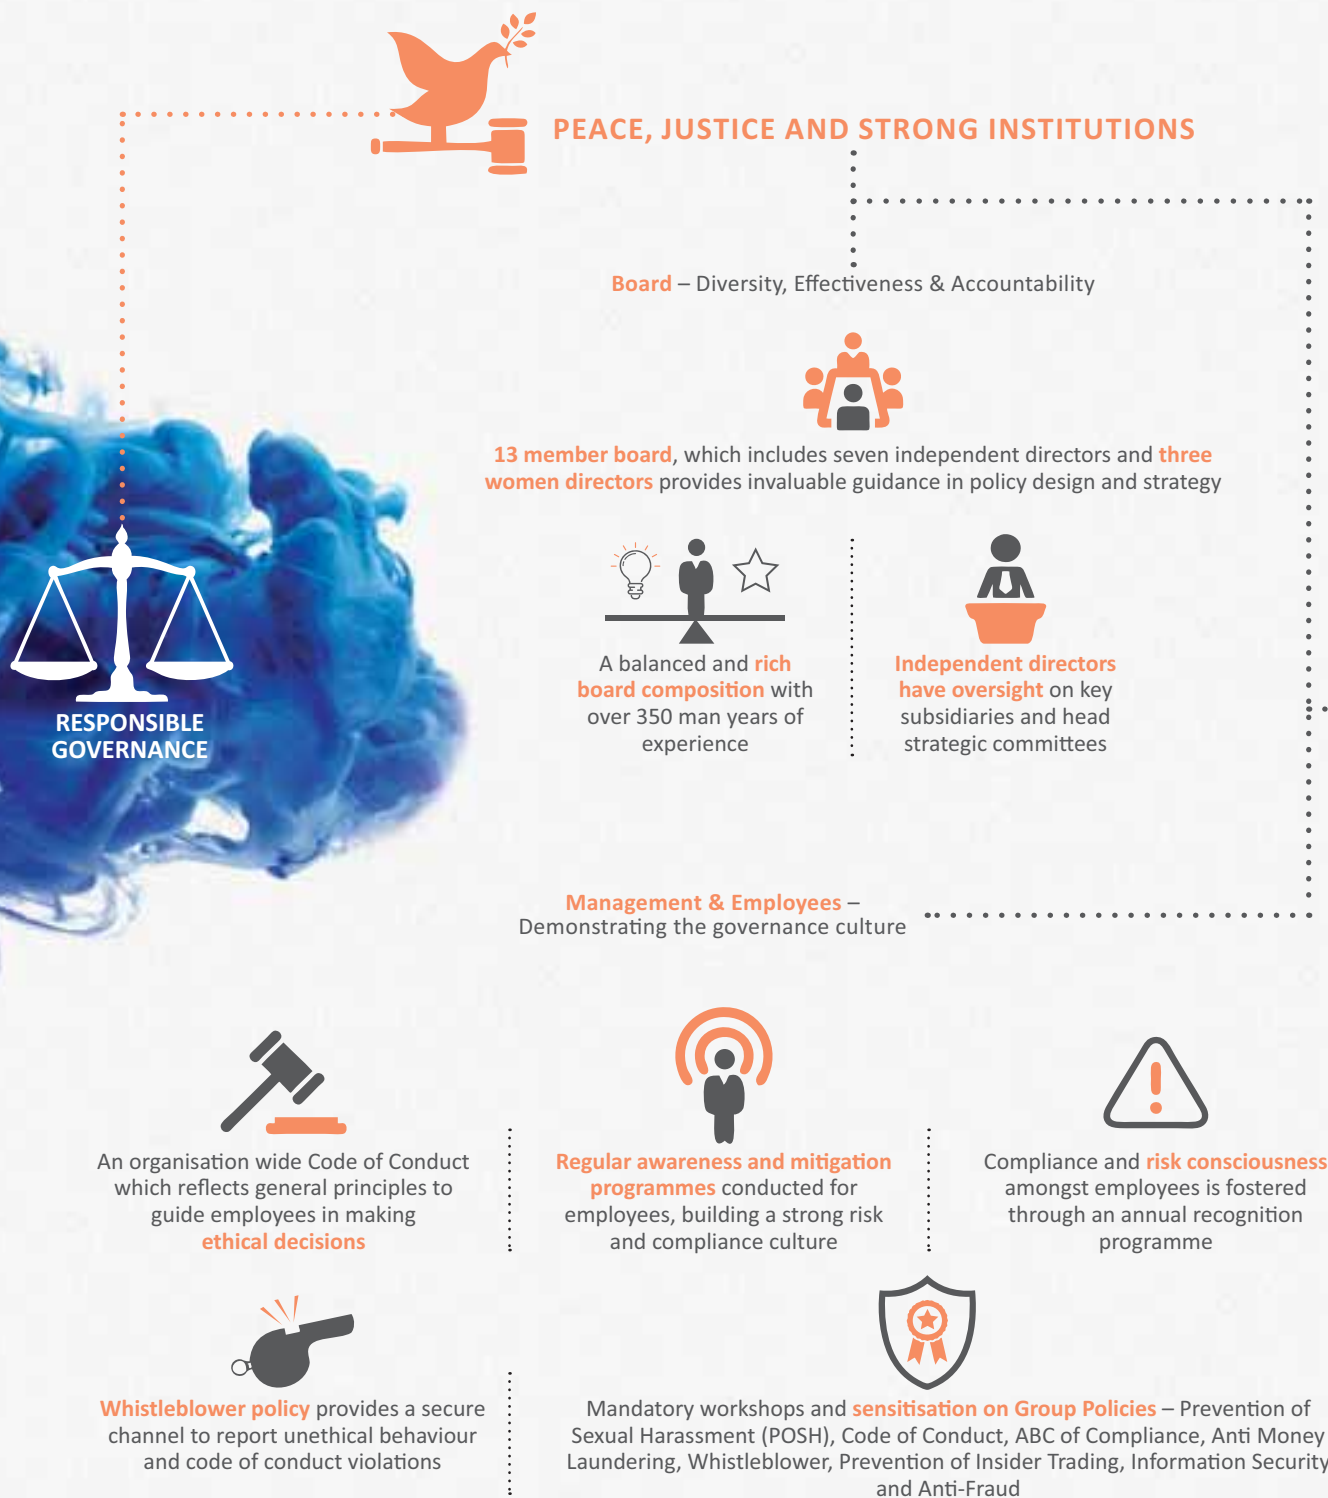 PEACE, JUSTICE AND STRONG INSTITUTIONS
Board – Diversity, Effectiveness & Accountability
13 member board, which includes seven independent directors and three
women directors provides invaluable guidance in policy design and strategy
A balanced and rich
board composition with
over 350 man years of
experience
Independent directors
have oversight on key
subsidiaries and head
strategic committees
RESPONSIBLE
GOVERNANCE
Management & Employees –
Demonstrating the governance culture
An organisation wide Code of Conduct
which reflects general principles to
guide employees in making
ethical decisions
Regular awareness and mitigation
programmes conducted for
employees, building a strong risk
and compliance culture
Compliance and risk consciousness
amongst employees is fostered
through an annual recognition
programme
Whistleblower policy provides a secure
channel to report unethical behaviour
and code of conduct violations
Mandatory workshops and sensitisation on Group Policies – Prevention of
Sexual Harassment (POSH), Code of Conduct, ABC of Compliance, Anti Money
Laundering, Whistleblower, Prevention of Insider Trading, Information Security
and Anti-Fraud